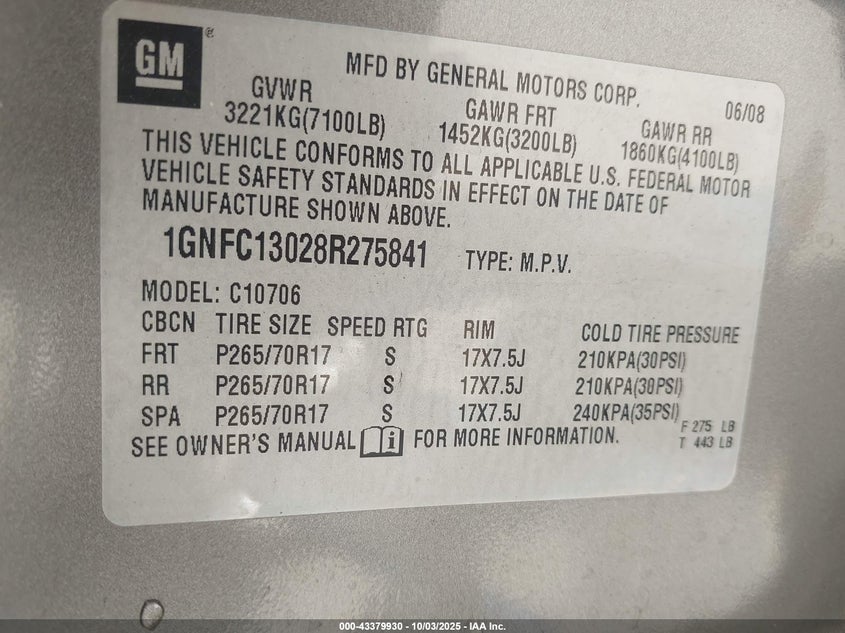 GM®
MFD BY GENERAL MOTORS CORP.
06/08
GVWR GAWR FRT GAWR RR
3221KG(7100LB) 1452KG(3200LB) 1860KG(4100LB)
THIS VEHICLE CONFORMS TO ALL APPLICABLE U.S. FEDERAL MOTOR
VEHICLE SAFETY STANDARDS IN EFFECT ON THE DATE OF
MANUFACTURE SHOWN ABOVE.
1GNFC13028R275841 TYPE: M.P.V.
MODEL: C10706
CBCN TIRE SIZE SPEED RTG RIM COLD TIRE PRESSURE
FRT P265/70R17 S 17X7.5J 210KPA(30PSI)
RR P265/70R17 S 17X7.5J 210KPA(30PSI)
SPA P265/70R17 S 17X7.5J 240KPA(35PSI)
F 275 LB
T 443 LB
SEE OWNER'S MANUAL i FOR MORE INFORMATION.
000-43379930 - 10/03/2025 - IAA Inc.